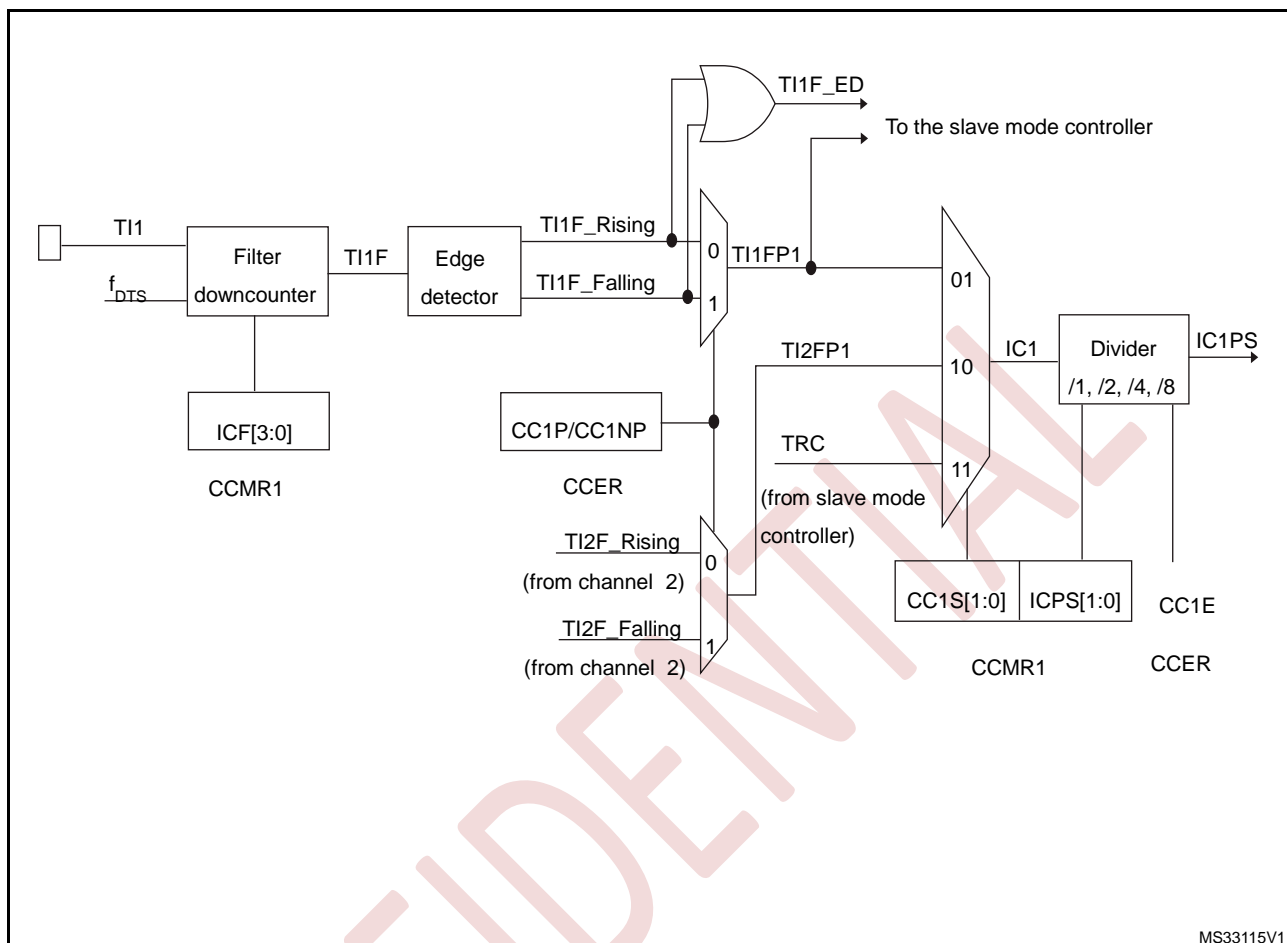 TI1F_ED
To the slave mode controller
TI1
f DTS
Filter
downcounter
TI1F
Edge
detector
TI1F_Rising
TI1F_Falling
0
1
TI1FP1
01
TI2FP1
10
IC1
Divider
/1, /2, /4, /8
IC1PS
ICF[3:0]
CCMR1
CC1P/CC1NP
CCER
TRC
11
(from slave mode
controller)
TI2F_Rising
0
(from channel 2)
TI2F_Falling
1
(from channel 2)
CC1S[1:0]
ICPS[1:0]
CC1E
CCMR1
CCER
FIDENTIAL
MS33115V1